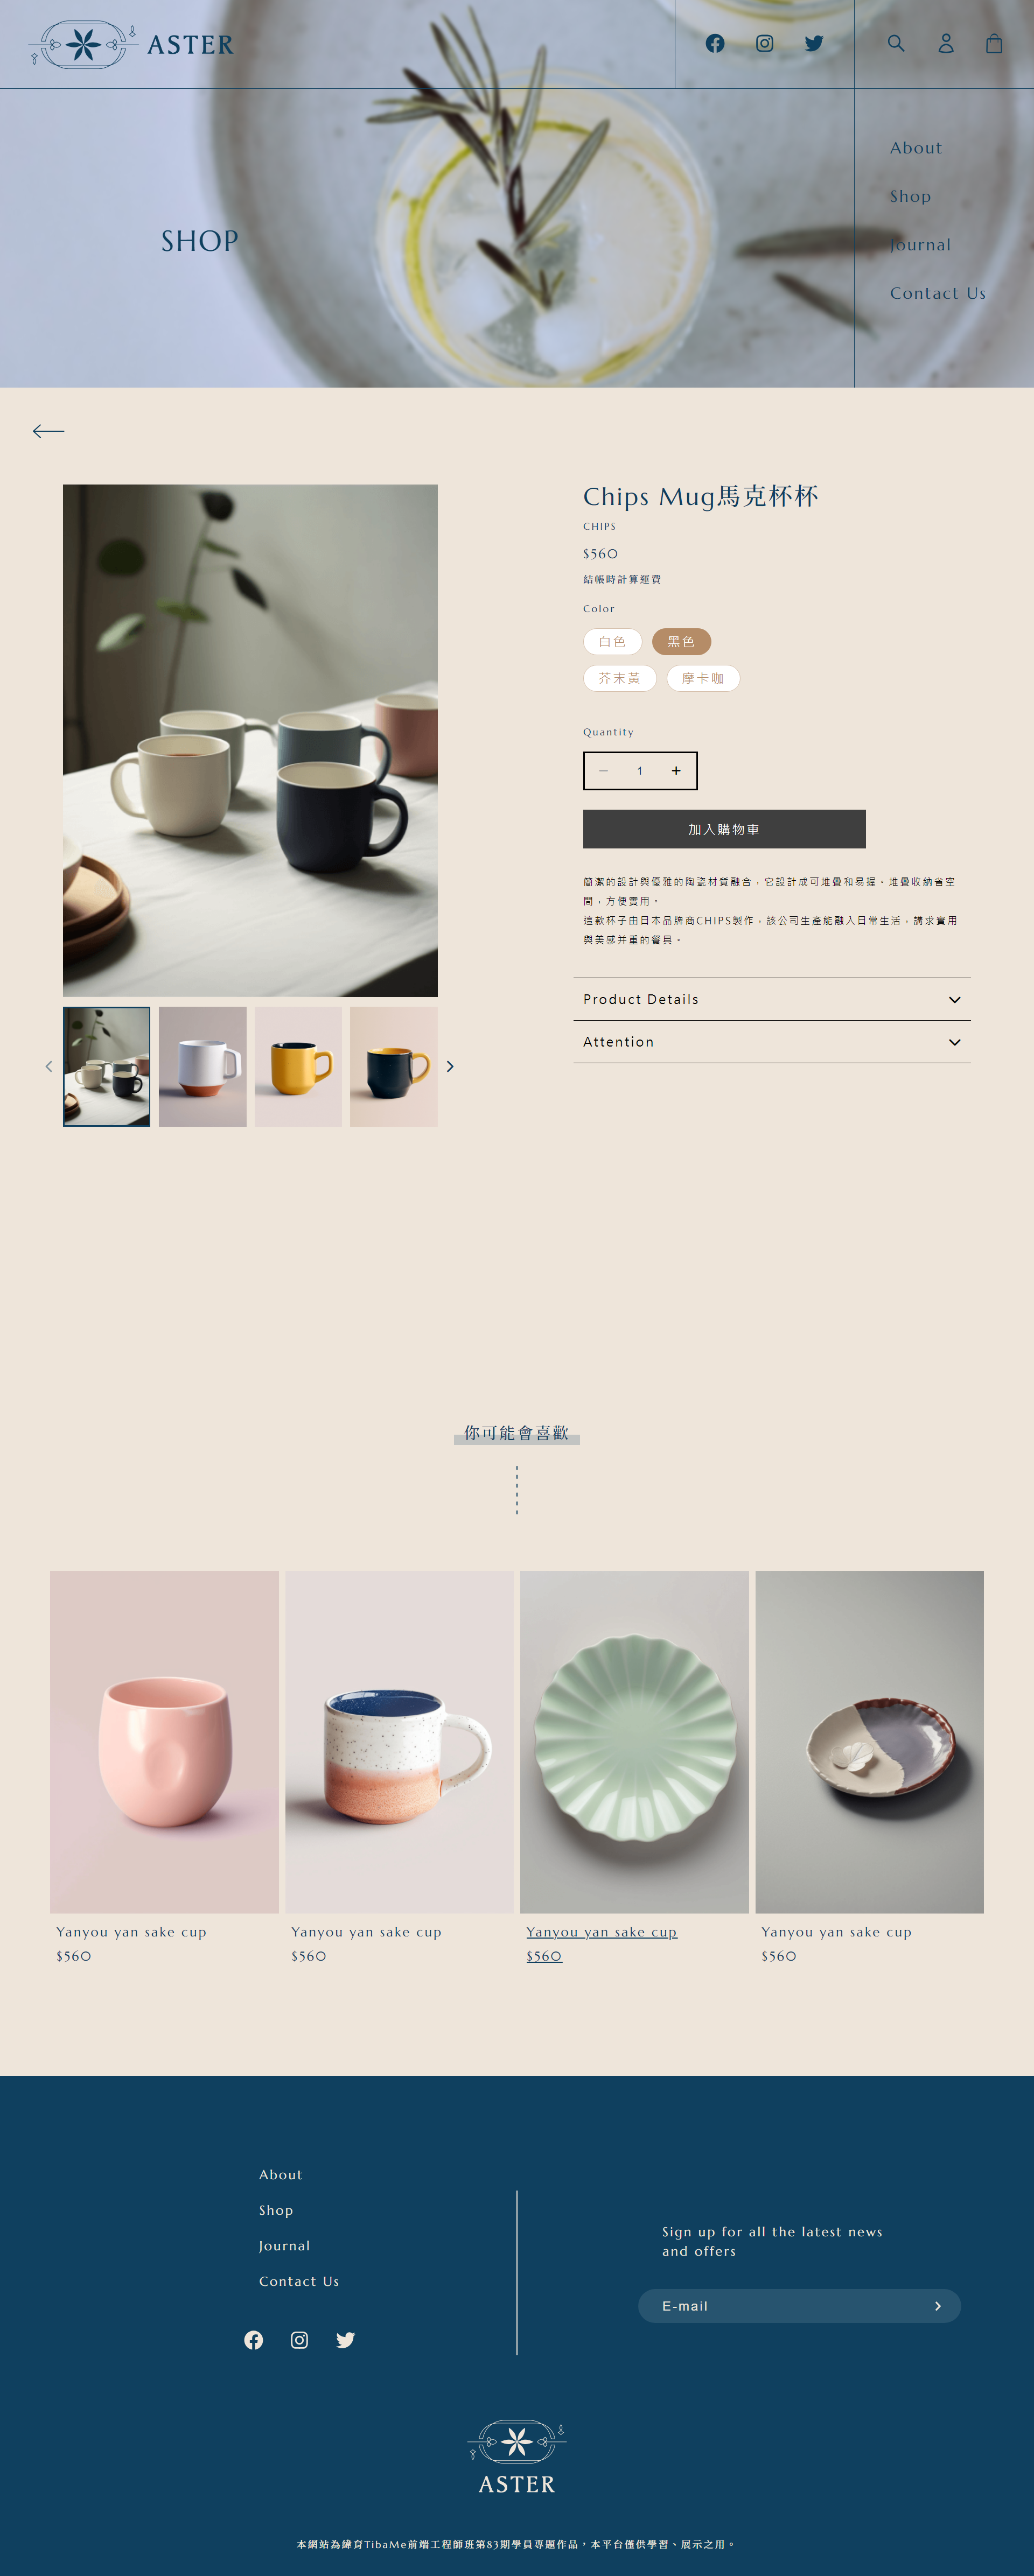 ASTER
About
Shop
Journal
Contact Us
SHOP
Chips Mug馬克杯杯
CHIPS
$560
結帳時計算運費
Color
白色
黑色
芥末黃
摩卡咖
Quantity
1
加入購物車
簡潔的設計與優雅的陶瓷材質融合，它設計成可堆疊和易握。堆疊收納省空
間，方便實用。
這款杯子由日本品牌商CHIPS製作，該公司生產能融入日常生活，講求實用
與美感并重的餐具。
Product Details
Attention
你可能會喜歡
Yanyou yan sake cup
$560
Yanyou yan sake cup
$560
Yanyou yan sake cup
$560
Yanyou yan sake cup
$560
About
Shop
Journal
Contact Us
Sign up for all the latest news
and offers
E-mail
ASTER
本網站為緯育TibaMe前端工程師班第83期學員專題作品，本平台僅供學習、展示之用。